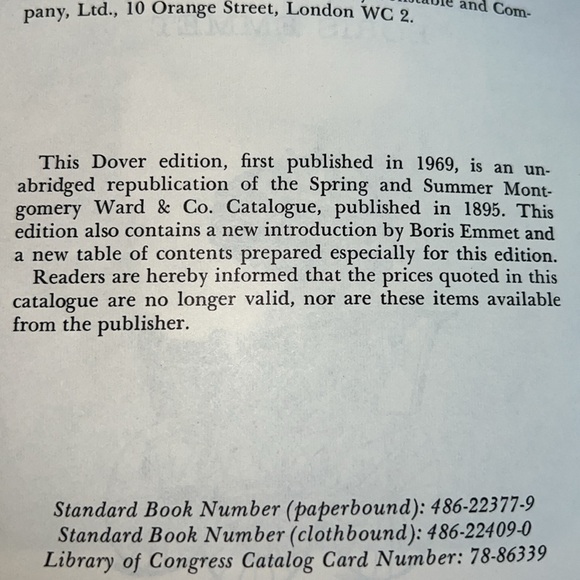 and Com-
pany, Ltd., 10 Orange Street, London WC 2.
This Dover edition, first published in 1969, is an un-
abridged republication of the Spring and Summer Mont-
gomery Ward & Co. Catalogue, published in 1895. This
edition also contains a new introduction by Boris Emmet and
a new table of contents prepared especially for this edition.
Readers are hereby informed that the prices quoted in this
catalogue are no longer valid, nor are these items available
from the publisher.
Standard Book Number (paperbound): 486-22377-9
Standard Book Number (clothbound): 486-22409-0
Library of Congress Catalog Card Number: 78-86339